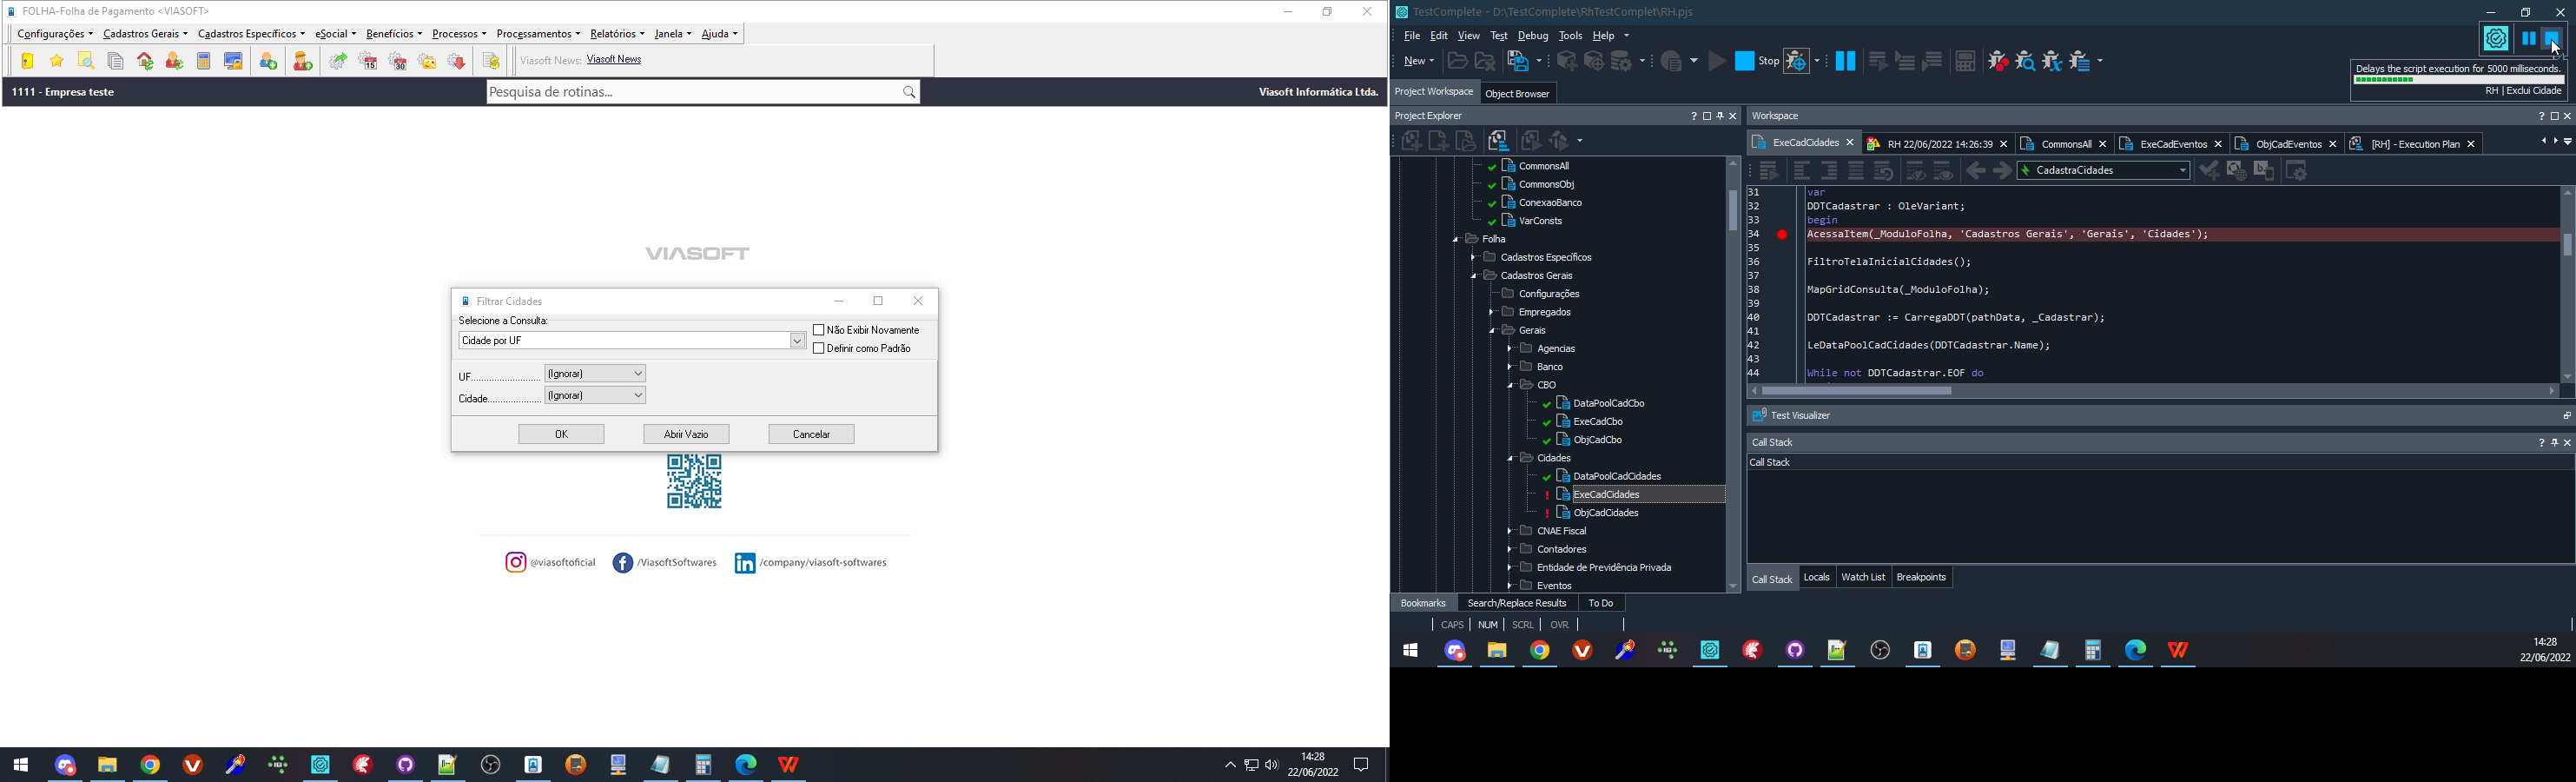 FOLHA-Folha de Pagamento <VIASOFT>
Configurações Cadastros Gerais Cadastros Específicos eSocial Benefícios Processos Processamentos Relatórios Janela Ajuda
15 30
Viasoft News: Viasoft News
1111 - Empresa teste
Pesquisa de rotinas...
Viasoft Informática Ltda.
VIASOFT
Filtrar Cidades
Selecione a Consulta:
Cidade por UF
Não Exibir Novamente
Definir como Padrão
UF......................... (Ignorar)
Cidade.................... (Ignorar)
OK Abrir Vazio Cancelar
@viasoftoficial /ViasoftSoftwares /company/viasoft-softwares
14:28
22/06/2022
TestComplete - D:\TestComplete\RhTestComplet\RH.pjs
File Edit View Test Debug Tools Help
New Stop
Delays the script execution for 5000 milliseconds.
RH | Exclui Cidade
Project Workspace Object Browser
Project Explorer
CommonsAll
CommonsObj
ConexaoBanco
VarConsts
Folha
Cadastros Específicos
Cadastros Gerais
Configurações
Empregados
Gerais
Agencias
Banco
CBO
DataPoolCadCbo
ExeCadCbo
ObjCadCbo
Cidades
DataPoolCadCidades
ExeCadCidades
ObjCadCidades
CNAE Fiscal
Contadores
Entidade de Previdência Privada
Eventos
Bookmarks Search/Replace Results To Do
CAPS NUM SCRL OVR
Workspace
ExeCadCidades RH 22/06/2022 14:26:39 CommonsAll ExeCadEventos ObjCadEventos [RH] - Execution Plan
CadastraCidades
31 var
32 DDTCadastrar : OleVariant;
33 begin
34 AcessaItem(_ModuloFolha, 'Cadastros Gerais', 'Gerais', 'Cidades');
35
36 FiltroTelaInicialCidades();
37
38 MapGridConsulta(_ModuloFolha);
39
40 DDTCadastrar := CarregaDDT(pathData, _Cadastrar);
41
42 LeDataPoolCadCidades(DDTCadastrar.Name);
43
44 While not DDTCadastrar.EOF do
Test Visualizer
Call Stack
Call Stack
Call Stack Locals Watch List Breakpoints
14:28
22/06/2022